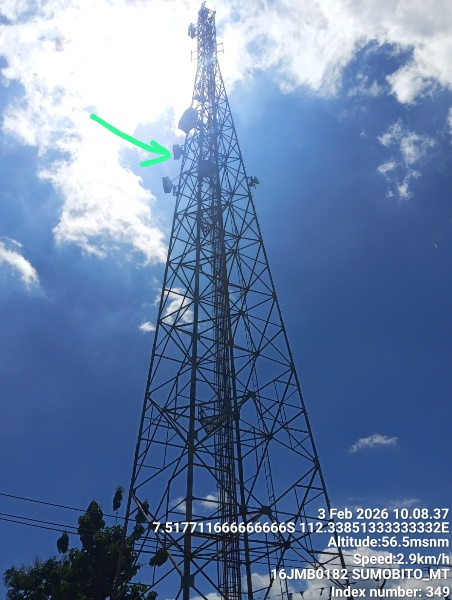 3 Feb 2026 10.08.37
7.517711666666666S 112.33851333333332E
Altitude:56.5msnm
Speed:2.9km/h
16JMB0182 SUMOBITO_MT
Index number: 349